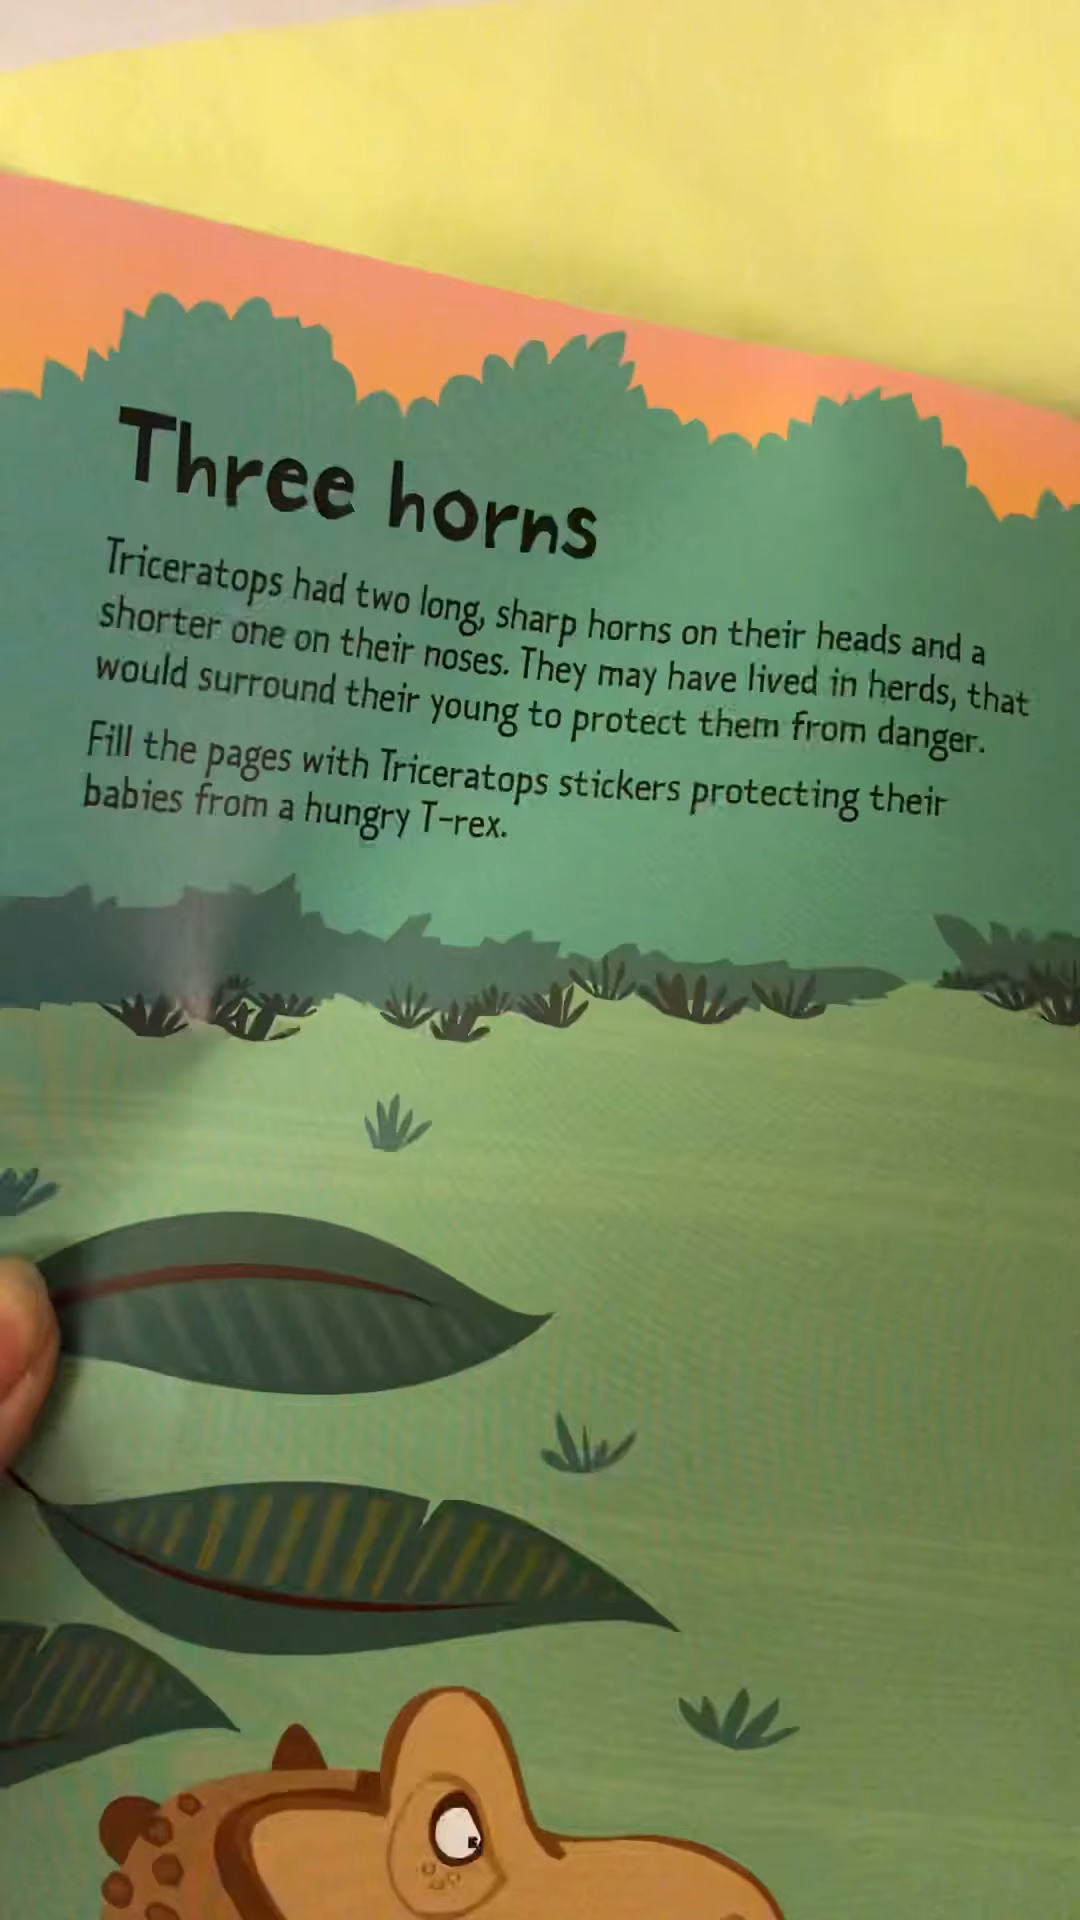 Three horns
Triceratops had two long, sharp horns on their heads and a
shorter one on their noses. They may have lived in herds, that
would surround their young to protect them from danger.
Fill the pages with Triceratops stickers protecting their
babies from a hungry T-rex.